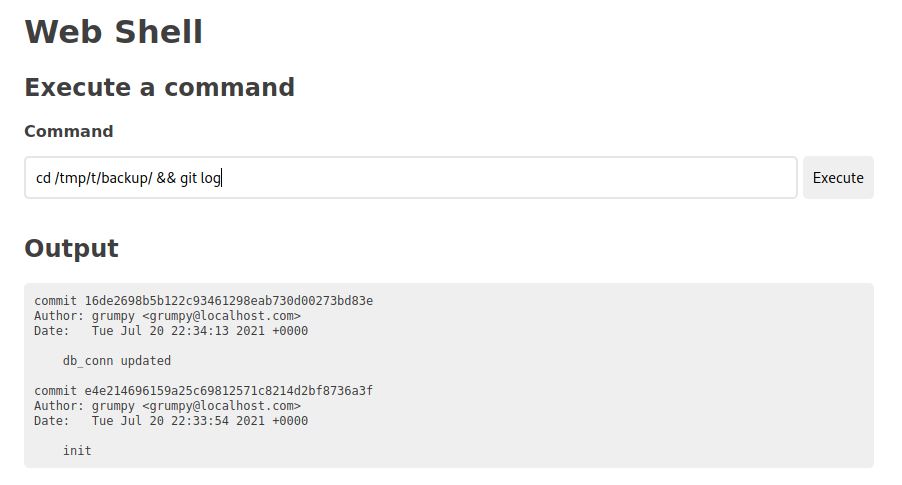 Web Shell
Execute a command
Command
cd /tmp/t/backup/ && git log
Execute
Output
commit 16de2698b5b122c93461298eab730d00273bd83e
Author: grumpy <grumpy@localhost.com>
Date:   Tue Jul 20 22:34:13 2021 +0000
db_conn updated
commit e4e214696159a25c69812571c8214d2bf8736a3f
Author: grumpy <grumpy@localhost.com>
Date:   Tue Jul 20 22:33:54 2021 +0000
init